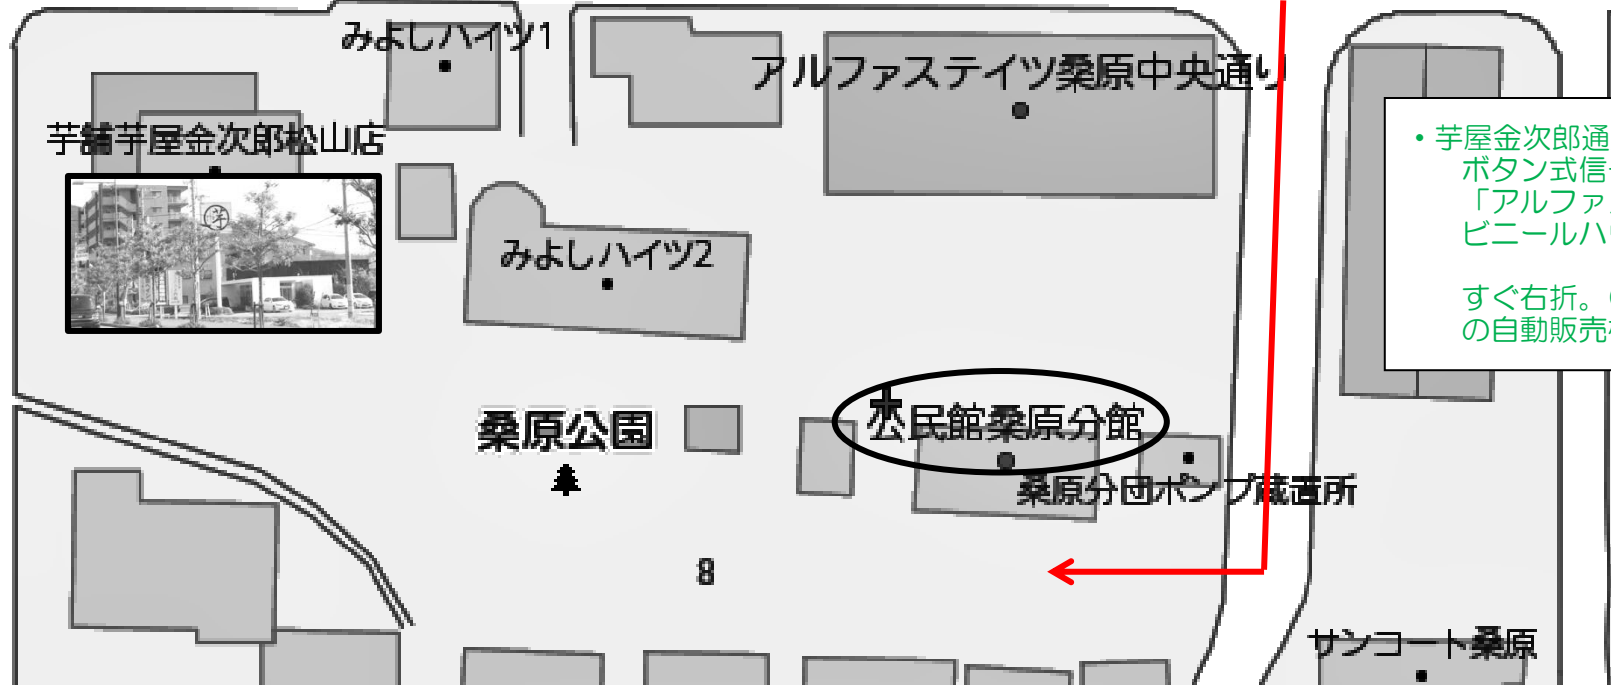 みよしハイツ1
アルファステイツ桑原中央通り
芋舗芋屋金次郎松山店
芋
みよしハイツ2
・芋屋金次郎通
ボタン式信
「アルファ
ビニールハ
すぐ右折。
の自動販売
桑原公園
公民館桑原分館
桑原分団ポンプ蔵置所
8
サンコート桑原